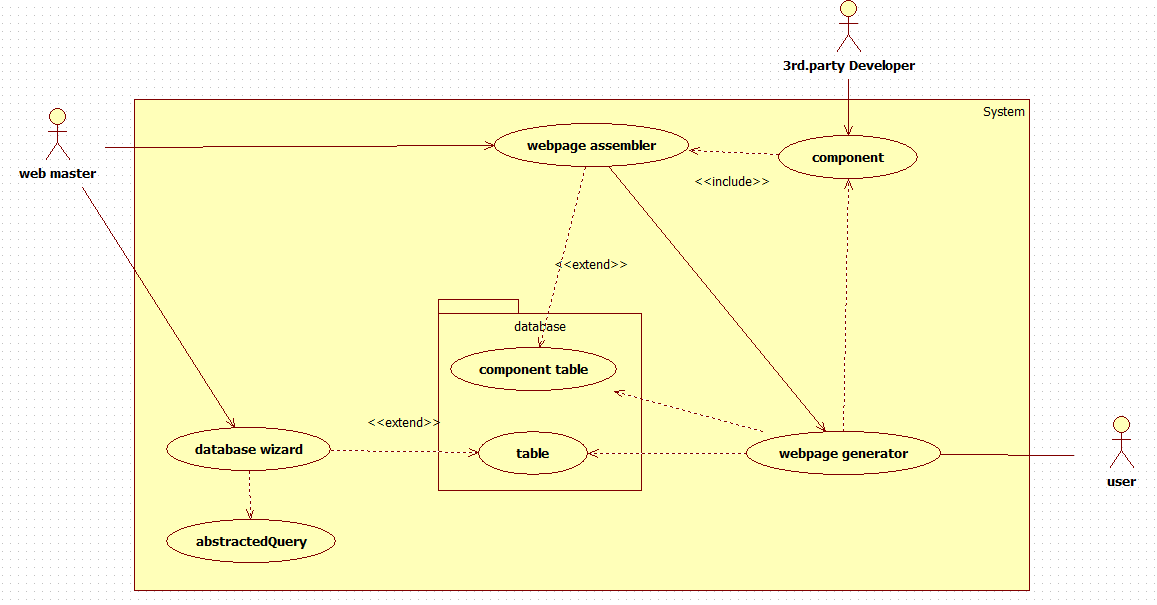 3rd.party Developer
System
webpage assembler
component
web master
<<include>>
<<extend>>
database
component table
<<extend>>
database wizard
table
webpage generator
user
abstractedQuery